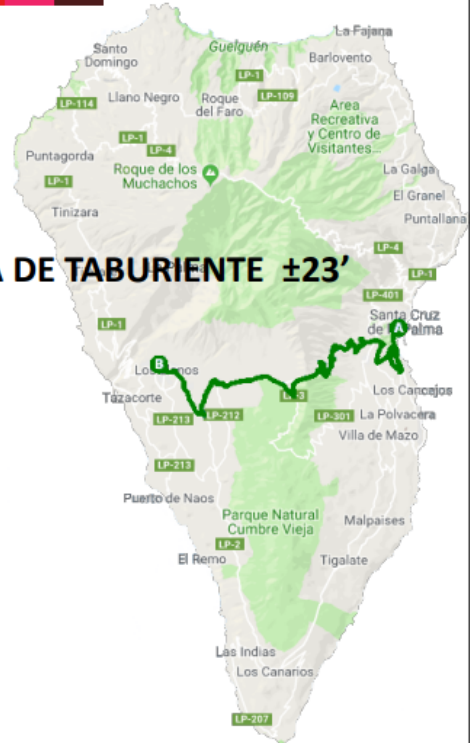 La Fajana
Santo
Domingo
Guelguén
Barlovento
LP-1
LP-114
Llano Negro
Roque
del Faro
LP-109
Area
Recreativa
y Centro de
Visitantes...
LP-1
LP-4
Puntagorda
Roque de los
Muchachos
La Galga
LP-1
El Granel
Tinizara
Puntallana
LP-4
A DE TABURIENTE ±23’
LP-1
LP-401
LP-1
Santa Cruz
de
Palma
A
B
Los
Los Cancajos
Tazacorte
LP-3
LP-213
LP-212
LP-301
La Polvacera
Villa de Mazo
LP-213
Puerto de Naos
Parque Natural
Cumbre Vieja
Malpaises
LP-2
El Remo
Tigalate
Las Indias
Los Canarios
LP-207